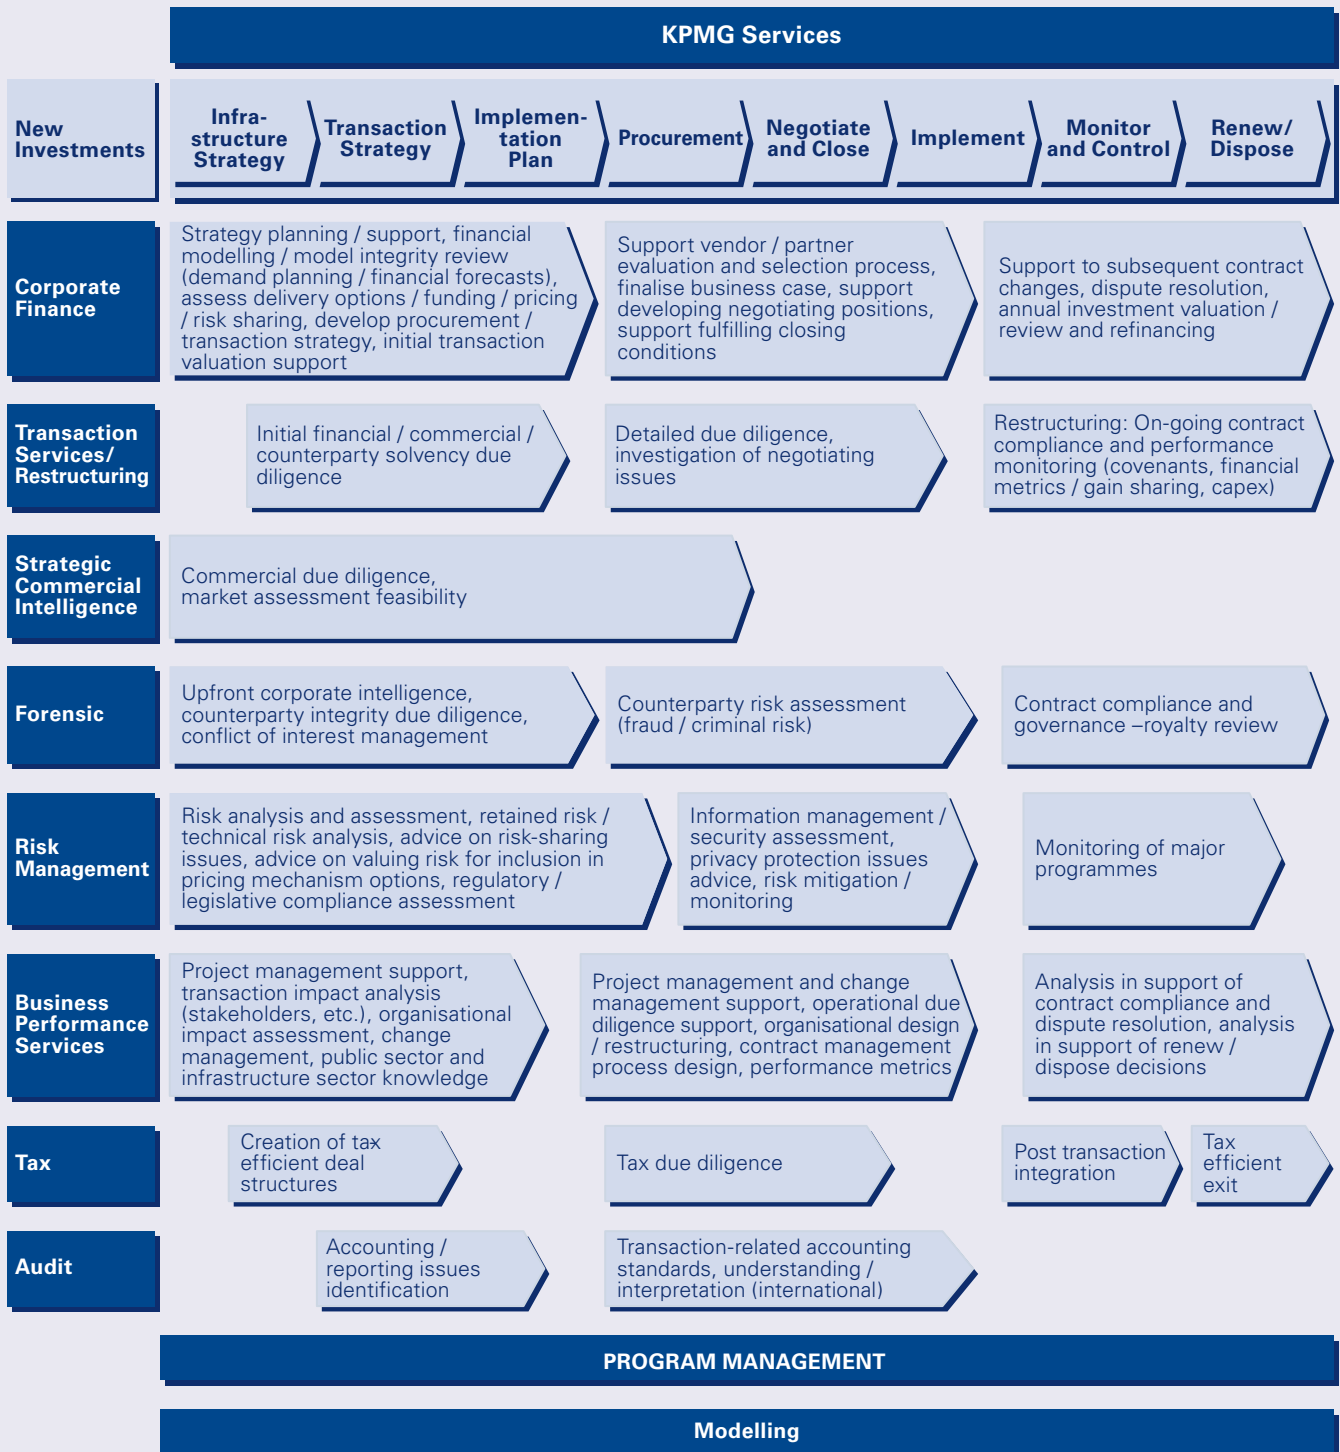 KPMG Services
New
Investments
Infra-
structure
Strategy
Transaction
Strategy
Implemen-
tation
Plan
Procurement
Negotiate
and Close
Implement
Monitor
and Control
Renew/
Dispose
Corporate
Finance
Strategy planning / support, financial
modelling / model integrity review
(demand planning / financial forecasts),
assess delivery options / funding / pricing
/ risk sharing, develop procurement /
transaction strategy, initial transaction
valuation support
Support vendor / partner
evaluation and selection process,
finalise business case, support
developing negotiating positions,
support fulfilling closing
conditions
Support to subsequent contract
changes, dispute resolution,
annual investment valuation /
review and refinancing
Transaction
Services/
Restructuring
Initial financial / commercial /
counterparty solvency due
diligence
Detailed due diligence,
investigation of negotiating
issues
Restructuring: On-going contract
compliance and performance
monitoring (covenants, financial
metrics / gain sharing, capex)
Strategic
Commercial
Intelligence
Commercial due diligence,
market assessment feasibility
Forensic
Upfront corporate intelligence,
counterparty integrity due diligence,
conflict of interest management
Counterparty risk assessment
(fraud / criminal risk)
Contract compliance and
governance –royalty review
Risk
Management
Risk analysis and assessment, retained risk /
technical risk analysis, advice on risk-sharing
issues, advice on valuing risk for inclusion in
pricing mechanism options, regulatory /
legislative compliance assessment
Information management /
security assessment,
privacy protection issues
advice, risk mitigation /
monitoring
Monitoring of major
programmes
Business
Performance
Services
Project management support,
transaction impact analysis
(stakeholders, etc.), organisational
impact assessment, change
management, public sector and
infrastructure sector knowledge
Project management and change
management support, operational due
diligence support, organisational design
/ restructuring, contract management
process design, performance metrics
Analysis in support of
contract compliance and
dispute resolution, analysis
in support of renew /
dispose decisions
Tax
Creation of tax
efficient deal
structures
Tax due diligence
Post transaction
integration
Tax
efficient
exit
Audit
Accounting /
reporting issues
identification
Transaction-related accounting
standards, understanding /
interpretation (international)
PROGRAM MANAGEMENT
Modelling